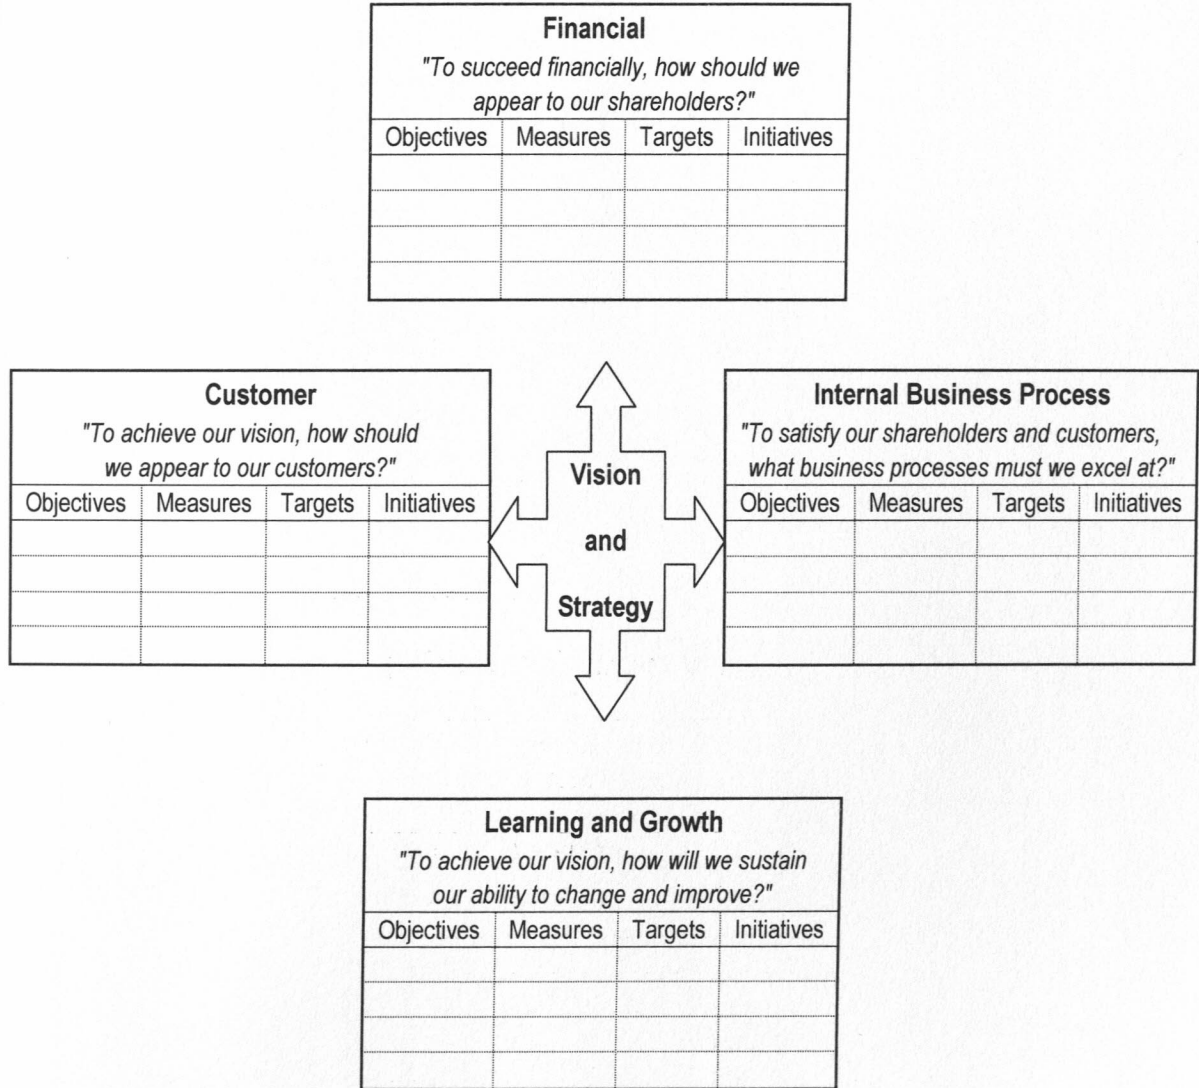 Financial
"To succeed financially, how should we
appear to our shareholders?"
Objectives Measures Targets Initiatives
Customer
"To achieve our vision, how should
we appear to our customers?"
Objectives Measures Targets Initiatives
Vision
and
Strategy
Internal Business Process
"To satisfy our shareholders and customers,
what business processes must we excel at?"
Objectives Measures Targets Initiatives
Learning and Growth
"To achieve our vision, how will we sustain
our ability to change and improve?"
Objectives Measures Targets Initiatives